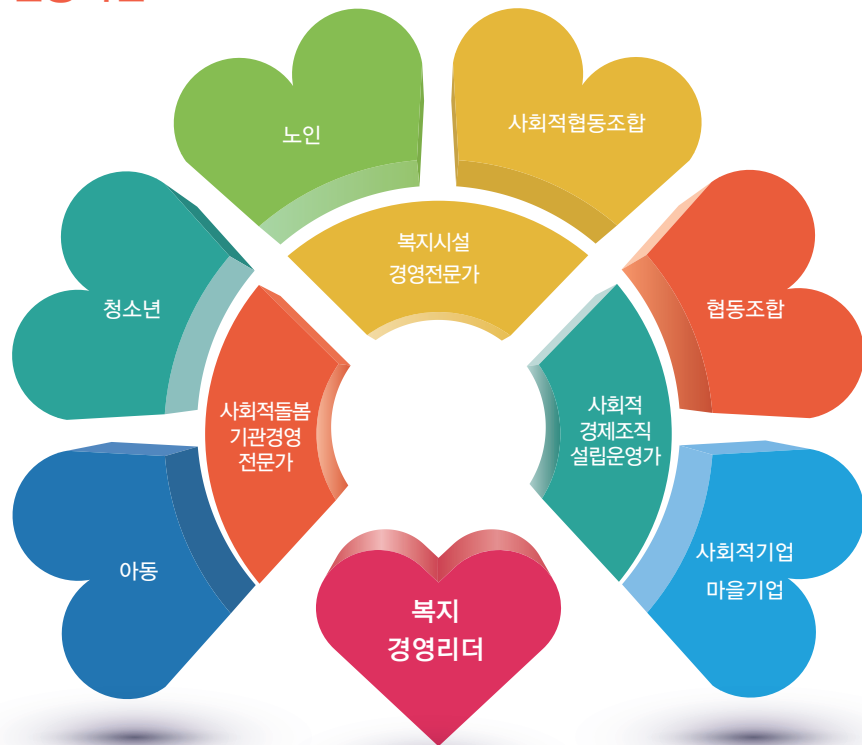 노인
사회적협동조합
복지시설
경영전문가
청소년
협동조합
사회적돌봄
기관경영
전문가
사회적
경제조직
설립운영가
아동
사회적기업
마을기업
복지
경영리더